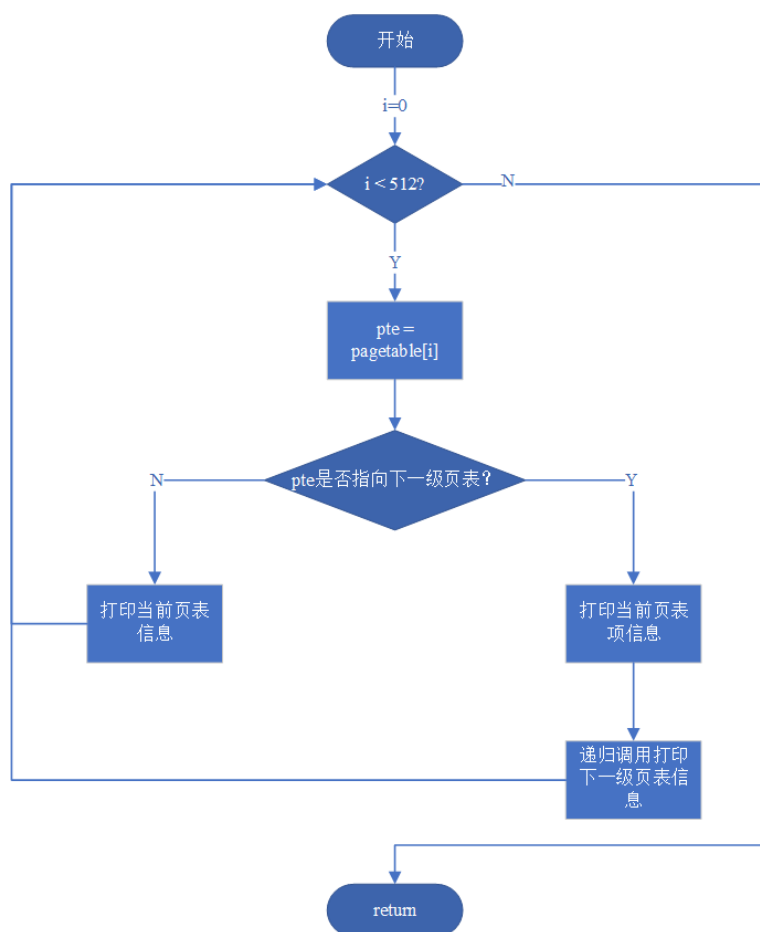 开始
i=0
i < 512?
N
Y
pte =
pagetable[i]
pte是否指向下一级页表？
N
Y
打印当前页表
信息
打印当前页表
项信息
递归调用打印
下一级页表信
息
return